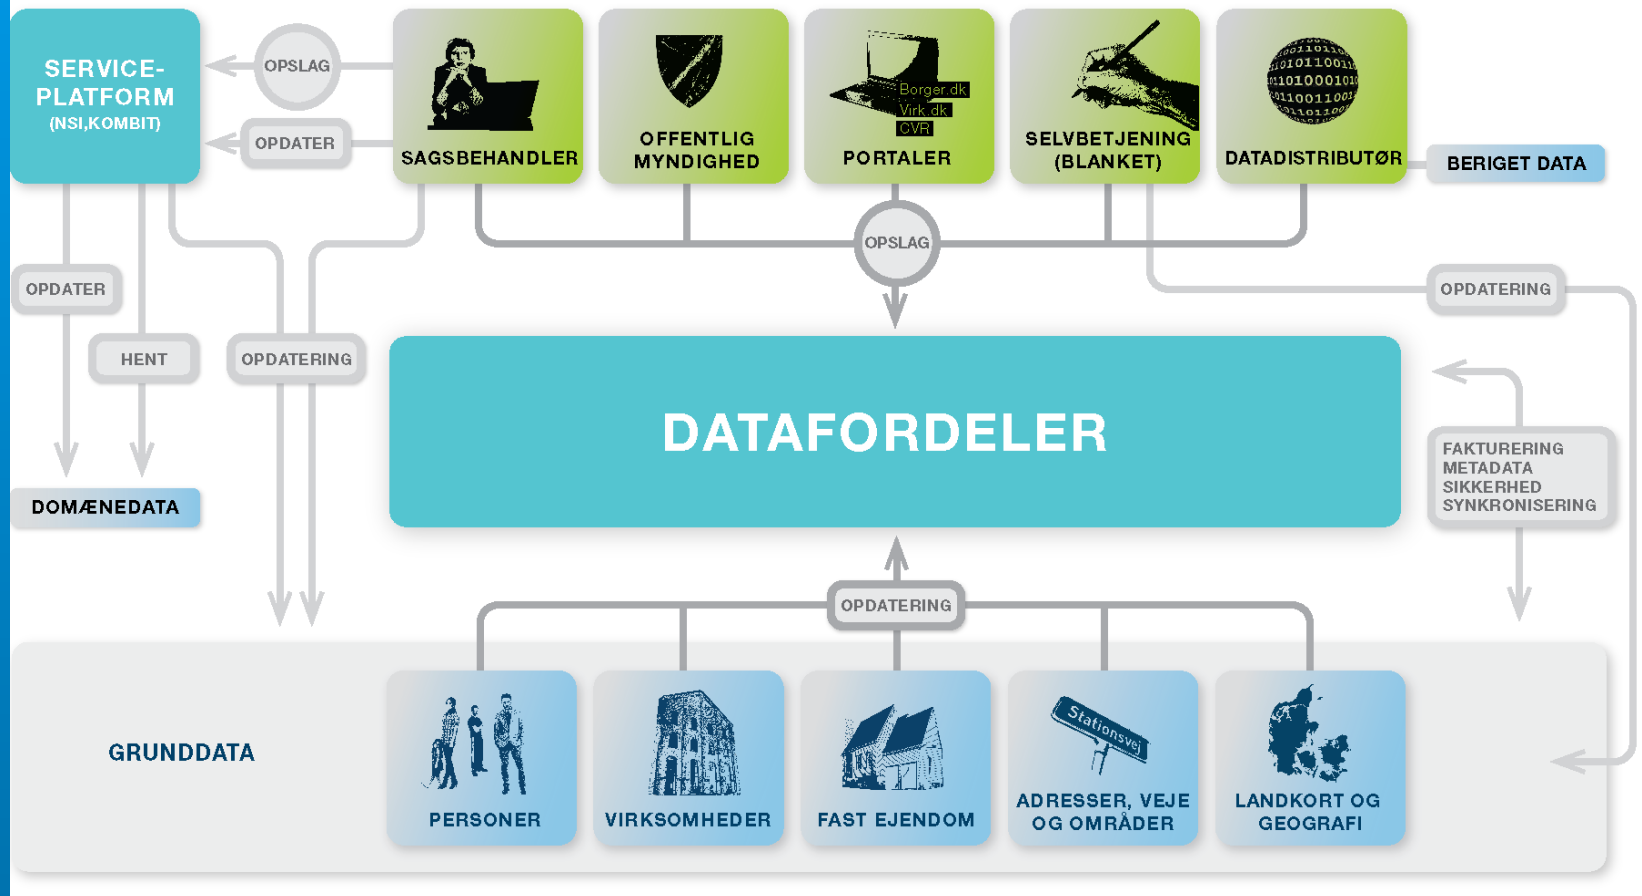 SERVICE-
PLATFORM
(NSI,KOMBIT)
OPSLAG
OPDATER
SAGSBEHANDLER
OFFENTLIG
MYNDIGHED
Borger.dk
Virk.dk
CVR
PORTALER
SELVBETJENING
(BLANKET)
DATADISTRIBUTØR
BERIGET DATA
OPSLAG
OPDATER
HENT
OPDATERING
OPDATERING
DATAFORDELER
FAKTURERING
METADATA
SIKKERHED
SYNKRONISERING
DOMÆNEDATA
OPDATERING
GRUNDDATA
PERSONER
VIRKSOMHEDER
FAST EJENDOM
Stationsvej
ADRESSER, VEJE
OG OMRÅDER
LANDKORT OG
GEOGRAFI